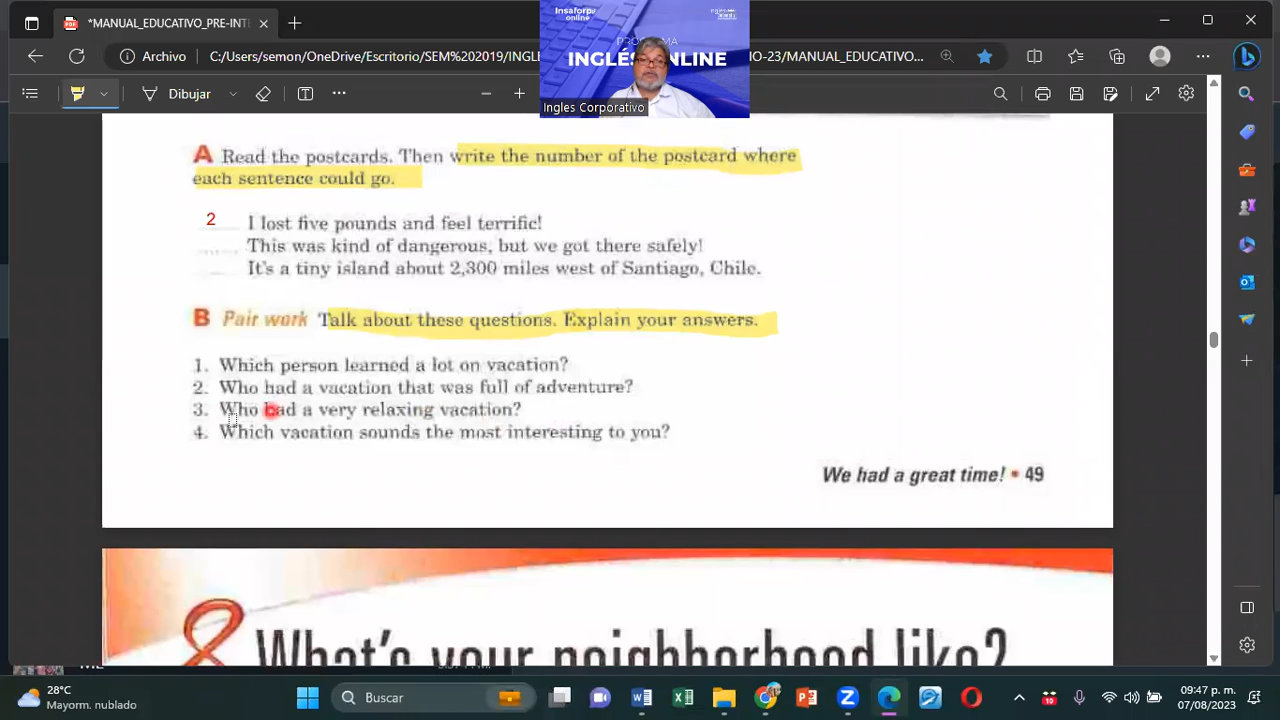 *MANUAL_EDUCATIVO_PRE-INTE
Insaforp online
PROGRAMA
INGLÉS ONLINE
Ingles Corporativo
Archivo
C:/Users/semon/O
ritorio/SEM%202019/INGL
IO-23/MANUAL_EDUCATIVO...
Dibujar
A Read the postcards. Then write the number of the postcard where
each sentence could go.
2 I lost five pounds and feel terrific!
This was kind of dangerous, but we got there safely!
It's a tiny island about 2,300 miles west of Santiago, Chile.
B Pair work Talk about these questions. Explain your answers.
1. Which person learned a lot on vacation?
2. Who had a vacation that was full of adventure?
3. Who had a very relaxing vacation?
4. Which vacation sounds the most interesting to you?
We had a great time! • 49
8 What's your neighborhood like?
28°C
Mayorm. nublado
Buscar
10
09:47 p. m.
07/08/2023